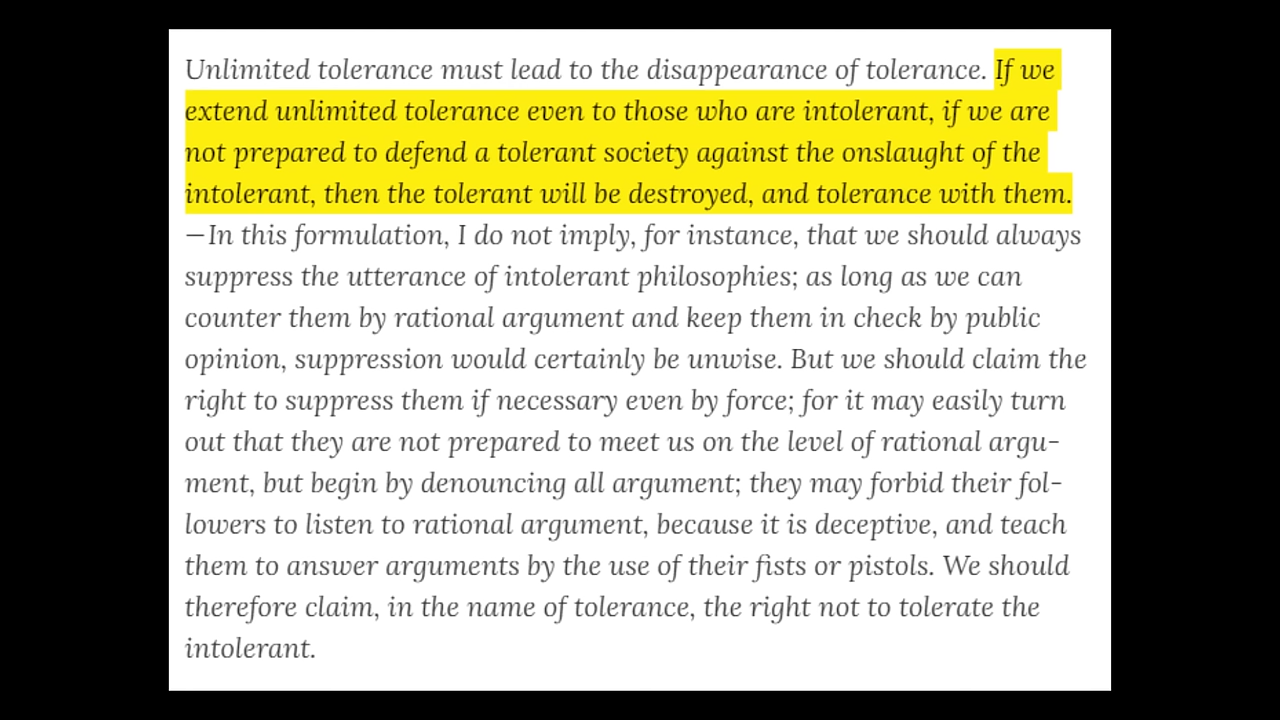 Unlimited tolerance must lead to the disappearance of tolerance. If we
extend unlimited tolerance even to those who are intolerant, if we are
not prepared to defend a tolerant society against the onslaught of the
intolerant, then the tolerant will be destroyed, and tolerance with them.
—In this formulation, I do not imply, for instance, that we should always
suppress the utterance of intolerant philosophies; as long as we can
counter them by rational argument and keep them in check by public
opinion, suppression would certainly be unwise. But we should claim the
right to suppress them if necessary even by force; for it may easily turn
out that they are not prepared to meet us on the level of rational argu-
ment, but begin by denouncing all argument; they may forbid their fol-
lowers to listen to rational argument, because it is deceptive, and teach
them to answer arguments by the use of their fists or pistols. We should
therefore claim, in the name of tolerance, the right not to tolerate the
intolerant.